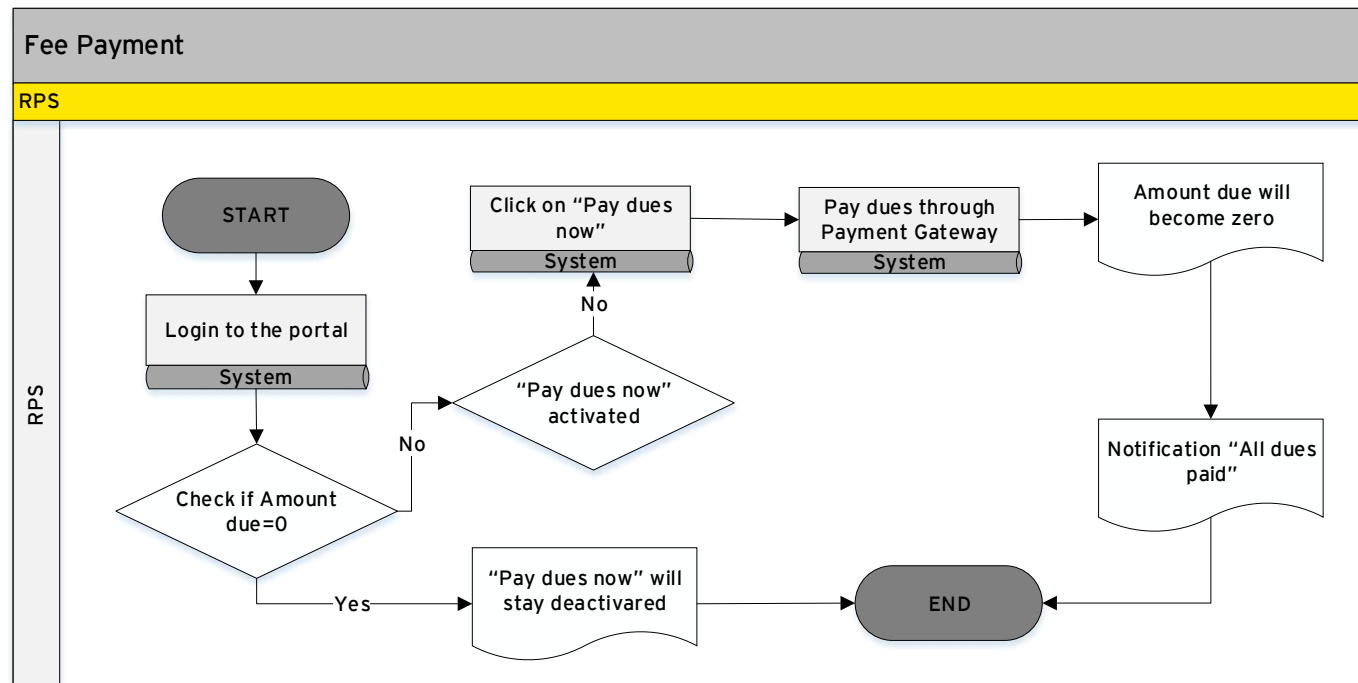 Fee Payment
RPS
RPS
START
Login to the portal
System
Check if Amount
due=0
No
Yes
“Pay dues now”
activated
No
Click on “Pay dues
now”
System
Pay dues through
Payment Gateway
System
Amount due will
become zero
Notification “All dues
paid”
“Pay dues now” will
stay deactivared
END